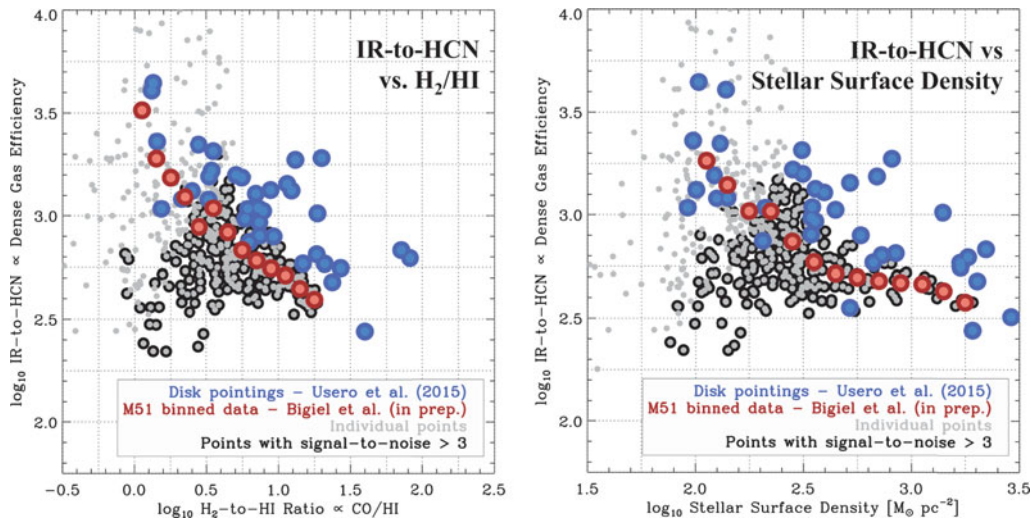 IR-to-HCN
vs. H₂/HI
log₁₀ IR-to-HCN ∝ Dense Gas Efficiency
4.0
3.5
3.0
2.5
2.0
Disk pointings – Usero et al. (2015)
M51 binned data – Bigiel et al. (in prep.)
Individual points
Points with signal-to-noise > 3
-0.5 0.0 0.5 1.0 1.5 2.0
log₁₀ H₂-to-HI Ratio ∝ CO/HI
IR-to-HCN vs
Stellar Surface Density
log₁₀ IR-to-HCN ∝ Dense Gas Efficiency
4.0
3.5
3.0
2.5
2.0
Disk pointings – Usero et al. (2015)
M51 binned data – Bigiel et al. (in prep.)
Individual points
Points with signal-to-noise > 3
1.5 2.0 2.5 3.0 3.5
log₁₀ Stellar Surface Density [M⊙ pc⁻²]